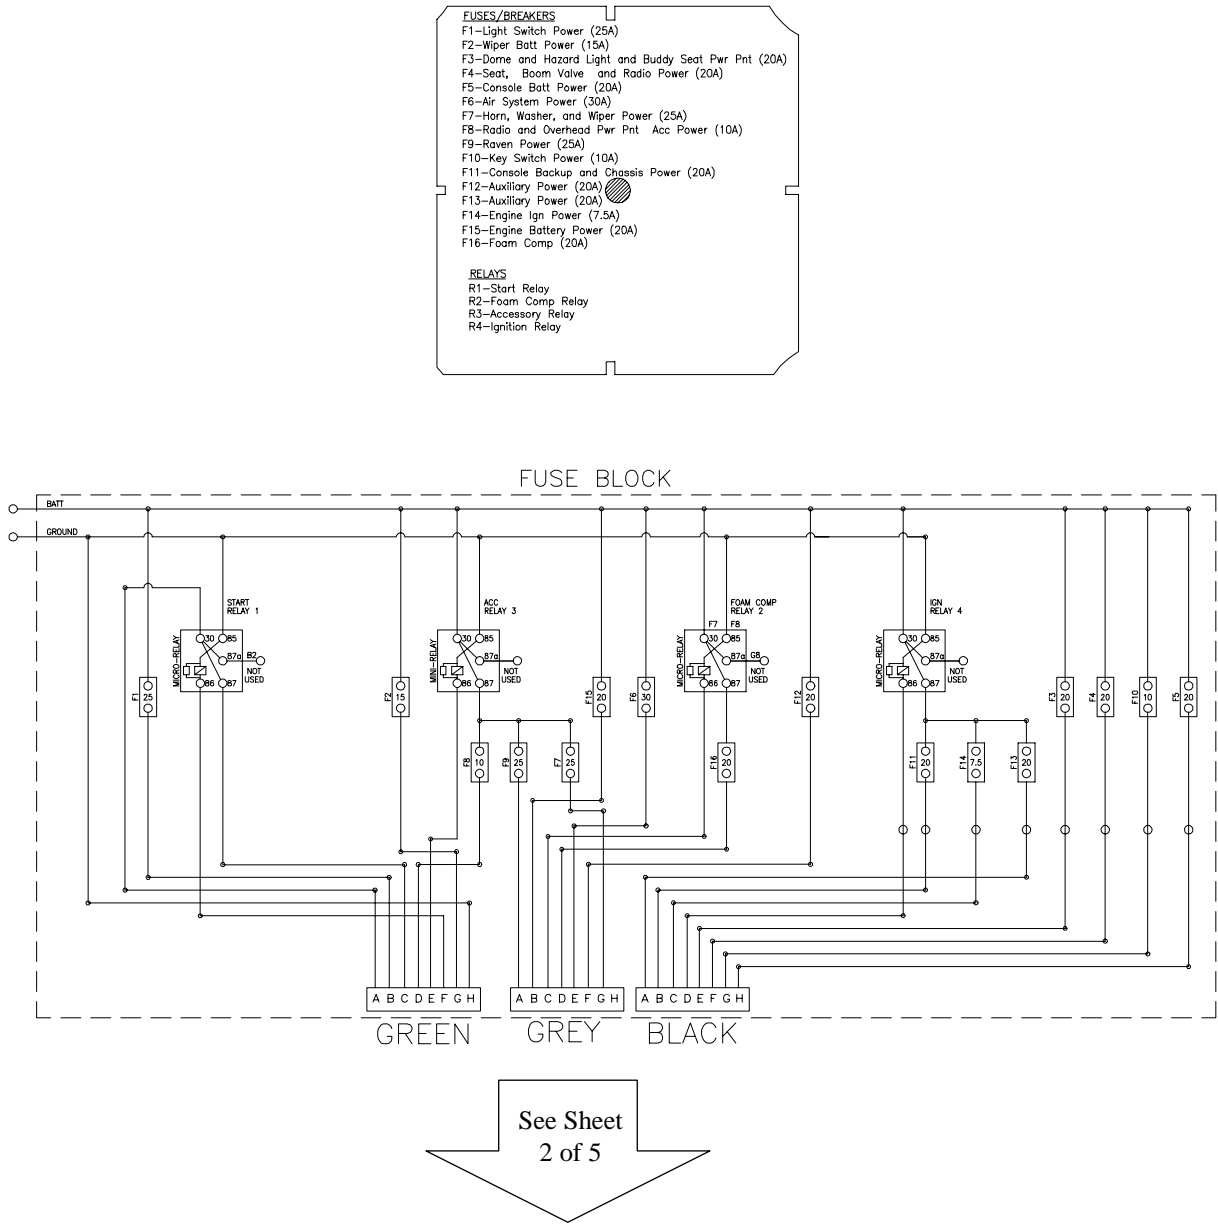 FUSES/BREAKERS
F1-Light Switch Power (25A)
F2-Wiper Batt Power (15A)
F3-Dome and Hazard Light and Buddy Seat Pwr Pnt (20A)
F4-Seat, Boom Valve and Radio Power (20A)
F5-Console Batt Power (20A)
F6-Air System Power (30A)
F7-Horn, Washer, and Wiper Power (25A)
F8-Radio and Overhead Pwr Pnt Acc Power (10A)
F9-Raven Power (25A)
F10-Key Switch Power (10A)
F11-Console Backup and Chassis Power (20A)
F12-Auxiliary Power (20A)
F13-Auxiliary Power (20A)
F14-Engine Ign Power (7.5A)
F15-Engine Battery Power (20A)
F16-Foam Comp (20A)
RELAYS
R1-Start Relay
R2-Foam Comp Relay
R3-Accessory Relay
R4-Ignition Relay
FUSE BLOCK
BATT
GROUND
START
RELAY 1
ACC
RELAY 3
FOAM COMP
RELAY 2
IGN
RELAY 4
F7 F8
MICRO-RELAY
30 85
87a B2
NOT
USED
86 87
MINI-RELAY
30 85
87a
NOT
USED
86 87
MICRO-RELAY
30 85
87a G8
NOT
USED
86 87
MICRO-RELAY
30 85
87a
NOT
USED
86 87
F1 25
F2 15
F15 20
F6 30
F12 20
F3 20
F4 20
F10 10
F5 20
F8 10
F9 25
F7 25
F16 20
F11 20
F14 7.5
F13 20
A B C D E F G H
A B C D E F G H
A B C D E F G H
GREEN
GREY
BLACK
See Sheet
2 of 5